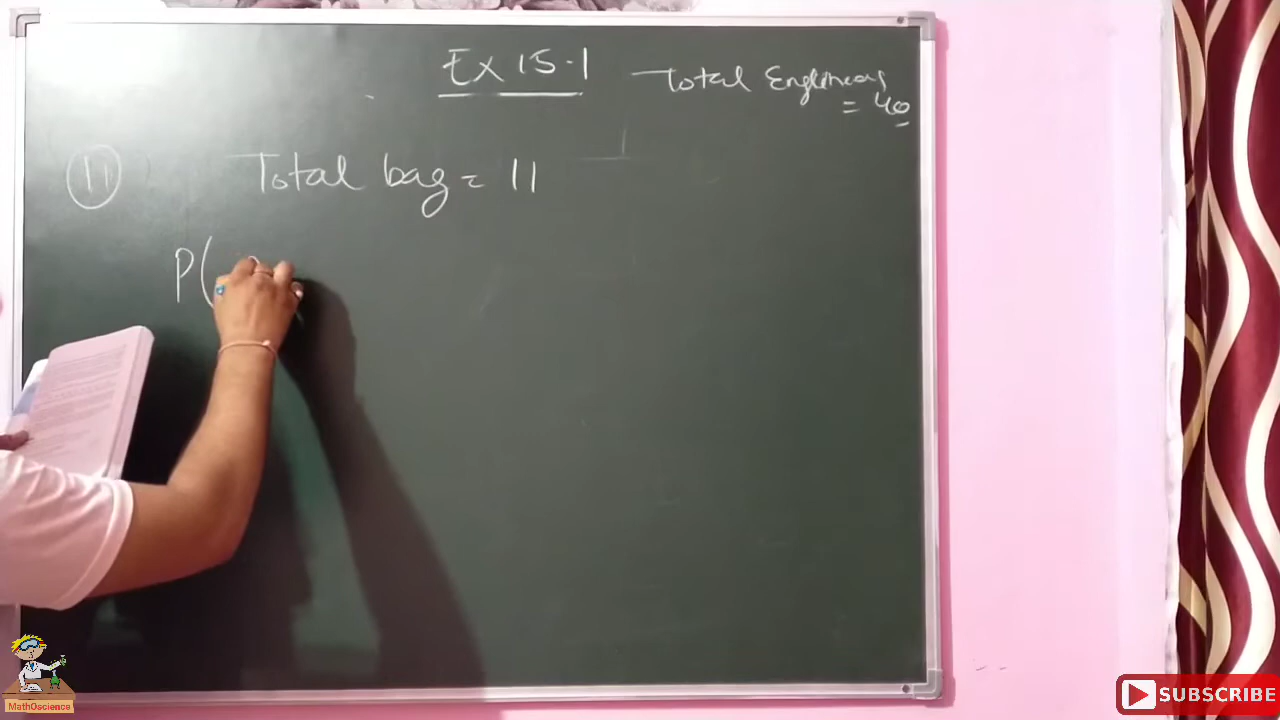 Ex 15.1
Total Engineers
= 40
11 Total bag = 11
P(
MathOscience
SUBSCRIBE